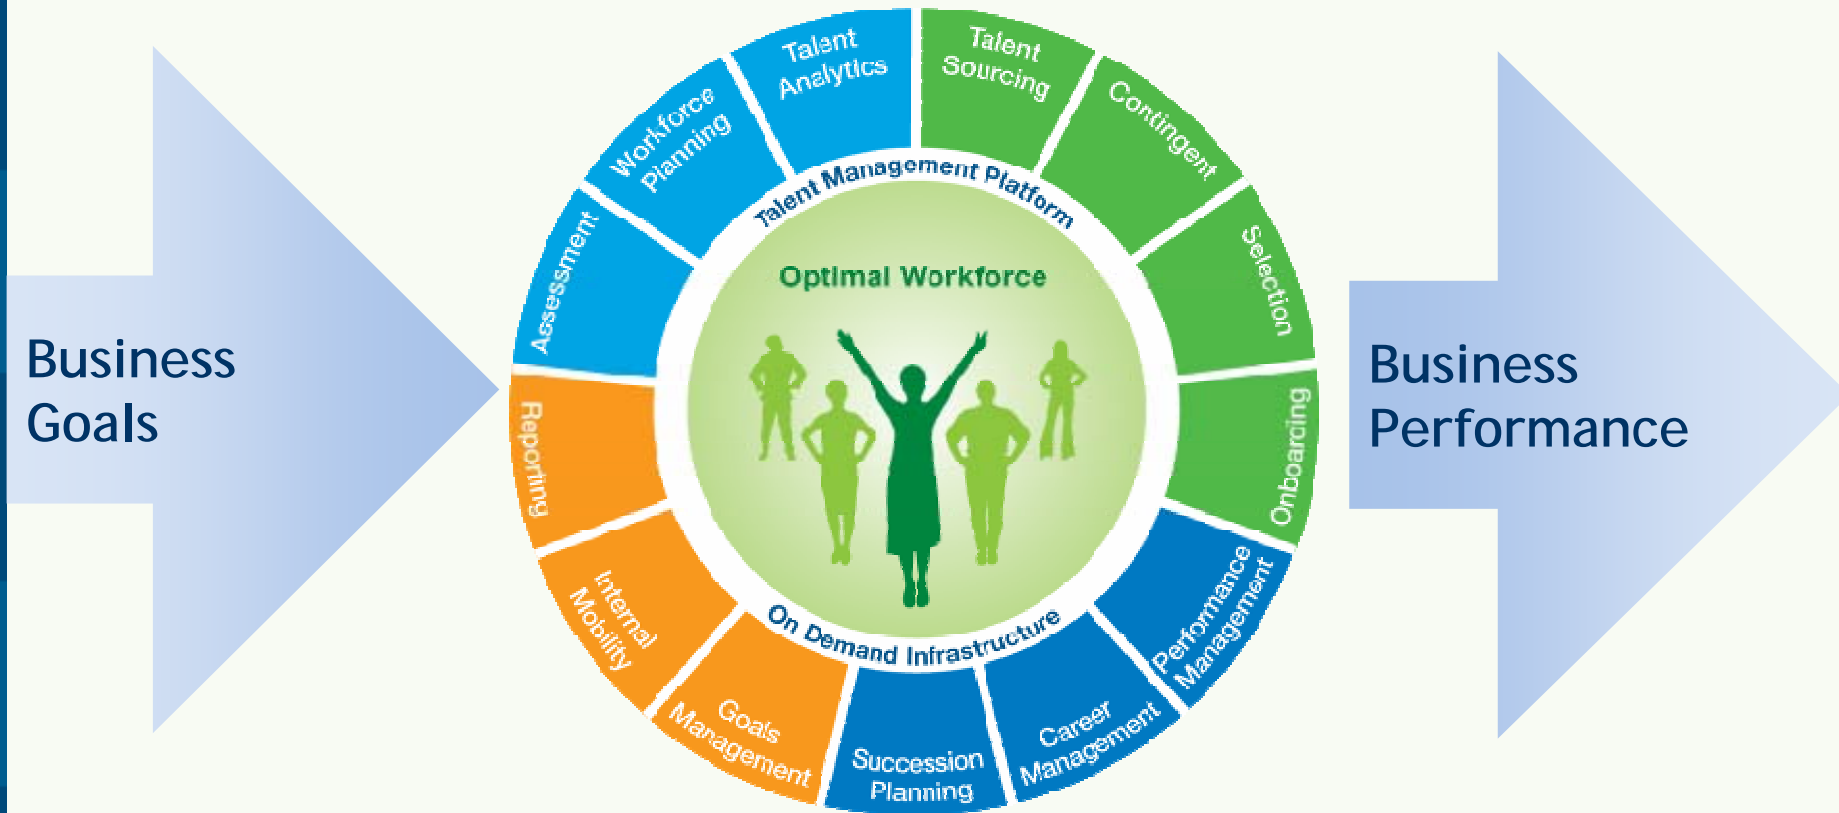 Business
Goals
Talent
Analytics
Talent
Sourcing
Contingent
Selection
Onboarding
Performance
Management
Career
Management
Succession
Planning
Goals
Management
Internal
Mobility
Reporting
Assessment
Workforce
Planning
Talent Management Platform
Optimal Workforce
On Demand Infrastructure
Business
Performance